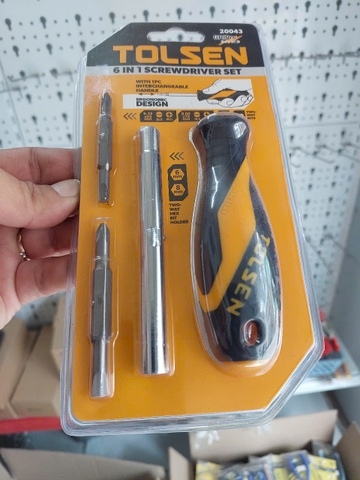 20043
TOLSEN
6 IN 1 SCREWDRIVER SET
WITH 1PC
INTERCHANGEABLE
HANDLE
ERGONOMIC
DESIGN
6
8
TWO-
WAY
HEX
BIT
HOLDER
TOLSEN